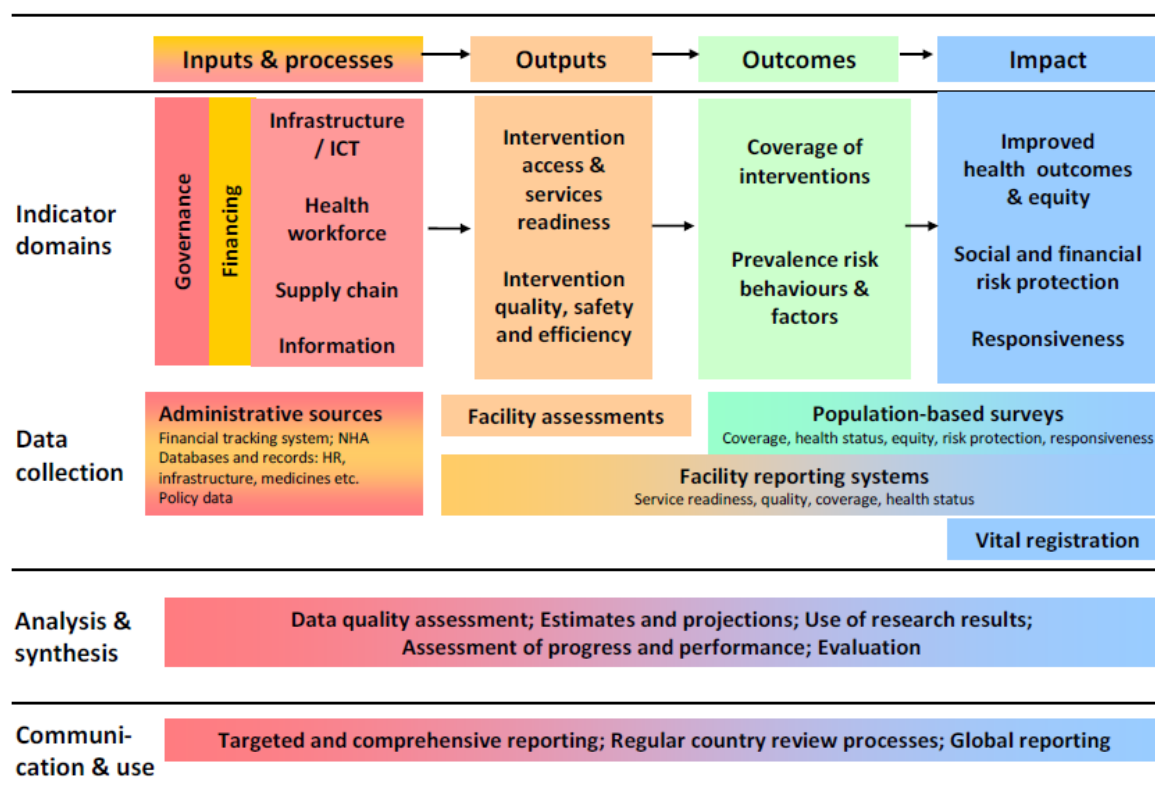 Inputs & processes
Outputs
Outcomes
Impact
Indicator
domains
Governance
Financing
Infrastructure
/ ICT
Health
workforce
Supply chain
Information
Intervention
access &
services
readiness
Intervention
quality, safety
and efficiency
Coverage of
interventions
Prevalence risk
behaviours &
factors
Improved
health outcomes
& equity
Social and financial
risk protection
Responsiveness
Data
collection
Administrative sources
Financial tracking system; NHA
Databases and records: HR,
infrastructure, medicines etc.
Policy data
Facility assessments
Population-based surveys
Coverage, health status, equity, risk protection, responsiveness
Facility reporting systems
Service readiness, quality, coverage, health status
Vital registration
Analysis &
synthesis
Data quality assessment; Estimates and projections; Use of research results;
Assessment of progress and performance; Evaluation
Communi-
cation & use
Targeted and comprehensive reporting; Regular country review processes; Global reporting